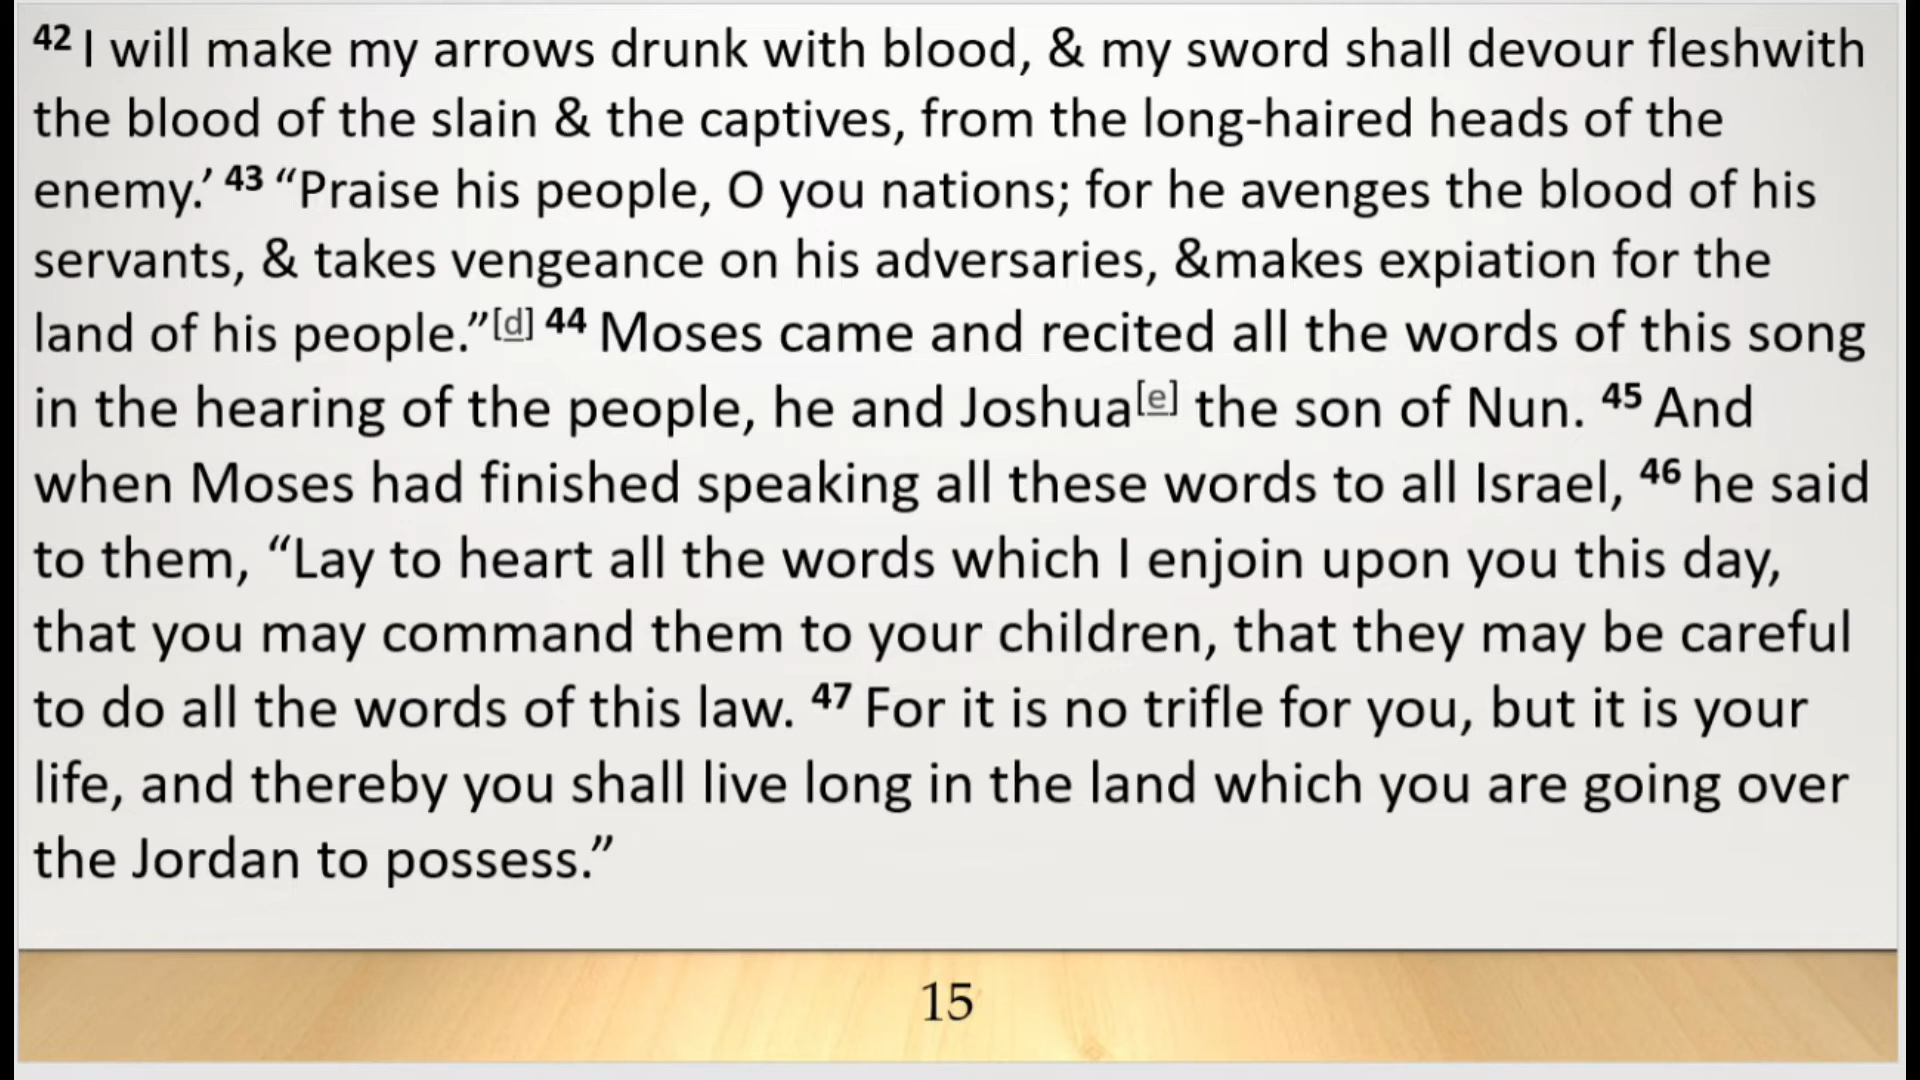 42 I will make my arrows drunk with blood, & my sword shall devour fleshwith
the blood of the slain & the captives, from the long-haired heads of the
enemy.’ 43 “Praise his people, O you nations; for he avenges the blood of his
servants, & takes vengeance on his adversaries, &makes expiation for the
land of his people.”[d] 44 Moses came and recited all the words of this song
in the hearing of the people, he and Joshua[e] the son of Nun. 45 And
when Moses had finished speaking all these words to all Israel, 46 he said
to them, “Lay to heart all the words which I enjoin upon you this day,
that you may command them to your children, that they may be careful
to do all the words of this law. 47 For it is no trifle for you, but it is your
life, and thereby you shall live long in the land which you are going over
the Jordan to possess.”
15